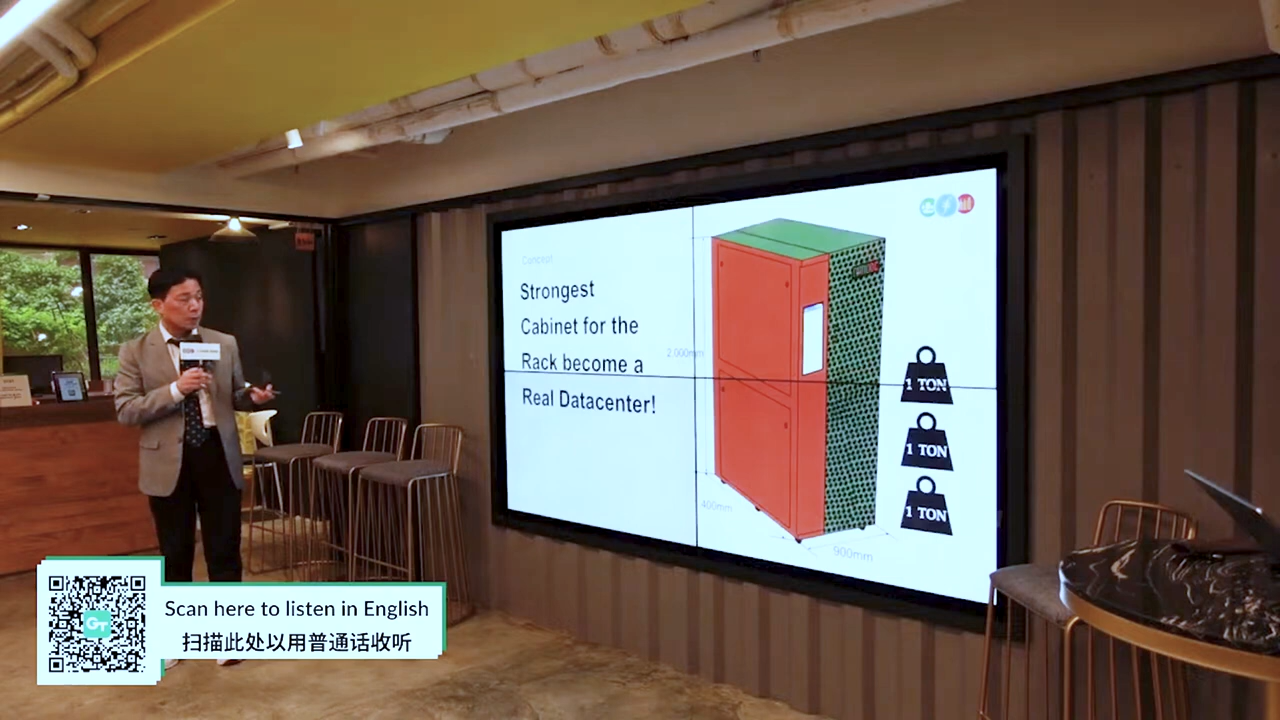 Concept
Strongest
Cabinet for the
Rack become a
Real Datacenter!
2,000mm
400mm
900mm
1 TON
1 TON
1 TON
GT
Scan here to listen in English
扫描此处以用普通话收听